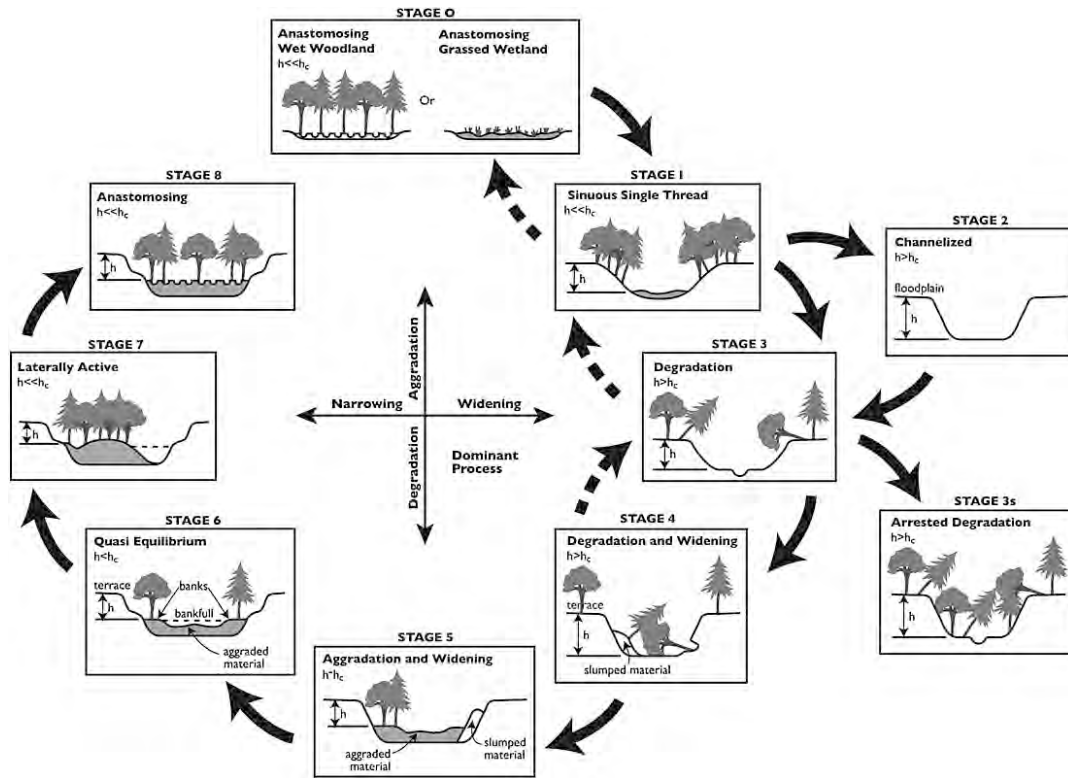 STAGE O
Anastomosing
Wet Woodland
h<<hc
Or
Anastomosing
Grassed Wetland
STAGE 1
Sinuous Single Thread
h<<hc
h
STAGE 2
Channelized
h>hc
floodplain
h
STAGE 3
Degradation
h>hc
h
STAGE 3s
Arrested Degradation
h>hc
h
STAGE 4
Degradation and Widening
h>hc
terrace
h
slumped material
STAGE 5
Aggradation and Widening
h~hc
h
aggraded
material
slumped
material
STAGE 6
Quasi Equilibrium
h<hc
terrace
banks
h
bankfull
aggraded
material
STAGE 7
Laterally Active
h<<hc
h
STAGE 8
Anastomosing
h<<hc
h
Aggradation
Narrowing
Widening
Degradation
Dominant
Process